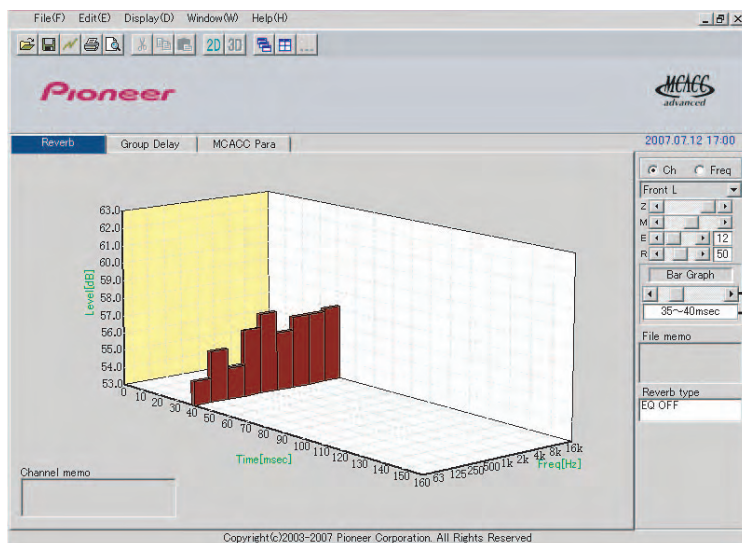 File(F) Edit(E) Display(D) Window(W) Help(H)
2D 3D ...
Pioneer
MCACC
advanced
Reverb Group Delay MCACC Para
2007.07.12 17:00
Ch Freq
Front L
Z
M
E 12
R 50
Bar Graph
35~40msec
File memo
Reverb type
EQ OFF
63.0
62.0
61.0
60.0
59.0
58.0
57.0
56.0
55.0
54.0
53.0
Level[dB]
0 10 20 30 40 50 60 70 80 90 100 110 120 130 140 150 160
Time[msec]
63 125 250 500 1k 2k 4k 8k 16k
Freq[Hz]
Channel memo
Copyright(c)2003-2007 Pioneer Corporation. All Rights Reserved